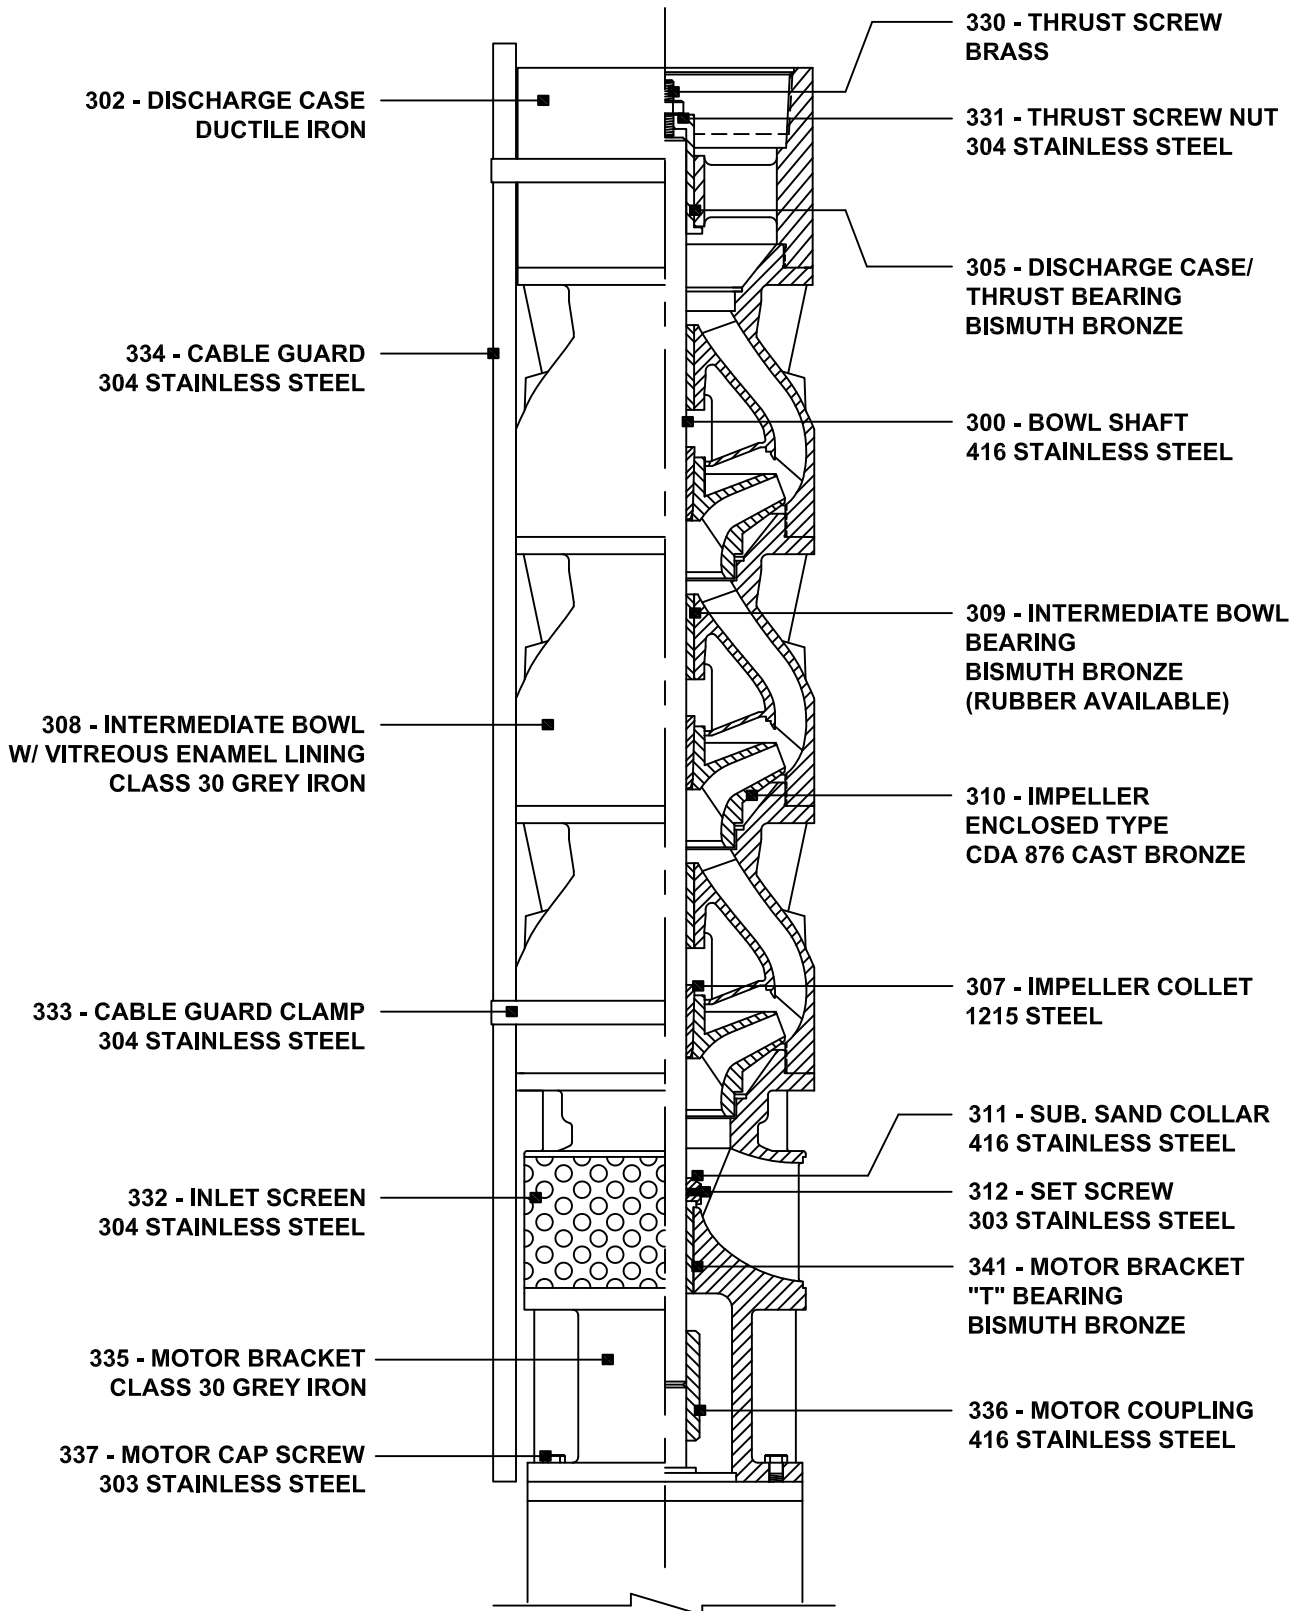 302 - DISCHARGE CASE
DUCTILE IRON
334 - CABLE GUARD
304 STAINLESS STEEL
308 - INTERMEDIATE BOWL
W/ VITREOUS ENAMEL LINING
CLASS 30 GREY IRON
333 - CABLE GUARD CLAMP
304 STAINLESS STEEL
332 - INLET SCREEN
304 STAINLESS STEEL
335 - MOTOR BRACKET
CLASS 30 GREY IRON
337 - MOTOR CAP SCREW
303 STAINLESS STEEL
330 - THRUST SCREW
BRASS
331 - THRUST SCREW NUT
304 STAINLESS STEEL
305 - DISCHARGE CASE/
THRUST BEARING
BISMUTH BRONZE
300 - BOWL SHAFT
416 STAINLESS STEEL
309 - INTERMEDIATE BOWL
BEARING
BISMUTH BRONZE
(RUBBER AVAILABLE)
310 - IMPELLER
ENCLOSED TYPE
CDA 876 CAST BRONZE
307 - IMPELLER COLLET
1215 STEEL
311 - SUB. SAND COLLAR
416 STAINLESS STEEL
312 - SET SCREW
303 STAINLESS STEEL
341 - MOTOR BRACKET
"T" BEARING
BISMUTH BRONZE
336 - MOTOR COUPLING
416 STAINLESS STEEL